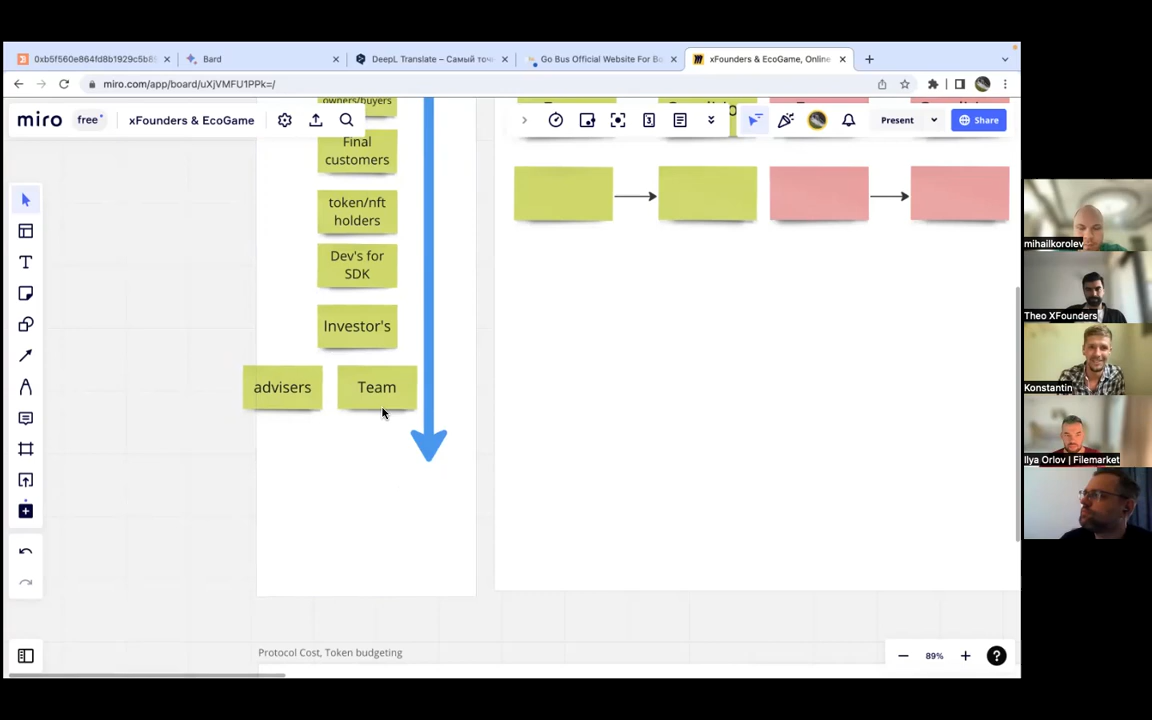 0xb5f560e864fd8b1929c5b8
Bard
DeepL Translate – Самый точ
Go Bus Official Website For Bo
xFounders & EcoGame, Online
miro.com/app/board/uXjVMFU1PPk=/
miro
free
xFounders & EcoGame
3
Present
Share
owners/buyers
Final
customers
token/nft
holders
Dev's for
SDK
Investor's
advisers
Team
Protocol Cost, Token budgeting
89%
mihailkorolev
Theo XFounders
Konstantin
Ilya Orlov | Filemarket